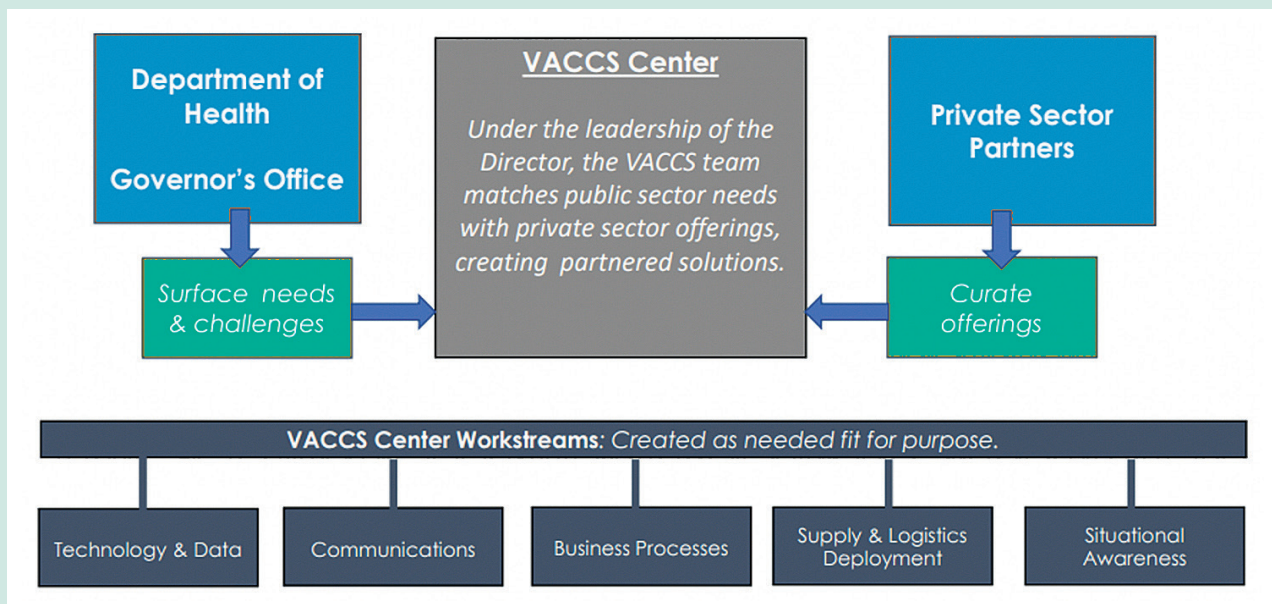 Department of
Health
Governor's Office
Surface needs
& challenges
VACCS Center
Under the leadership of the
Director, the VACCS team
matches public sector needs
with private sector offerings,
creating partnered solutions.
Private Sector
Partners
Curate
offerings
VACCS Center Workstreams: Created as needed fit for purpose.
Technology & Data
Communications
Business Processes
Supply & Logistics
Deployment
Situational
Awareness